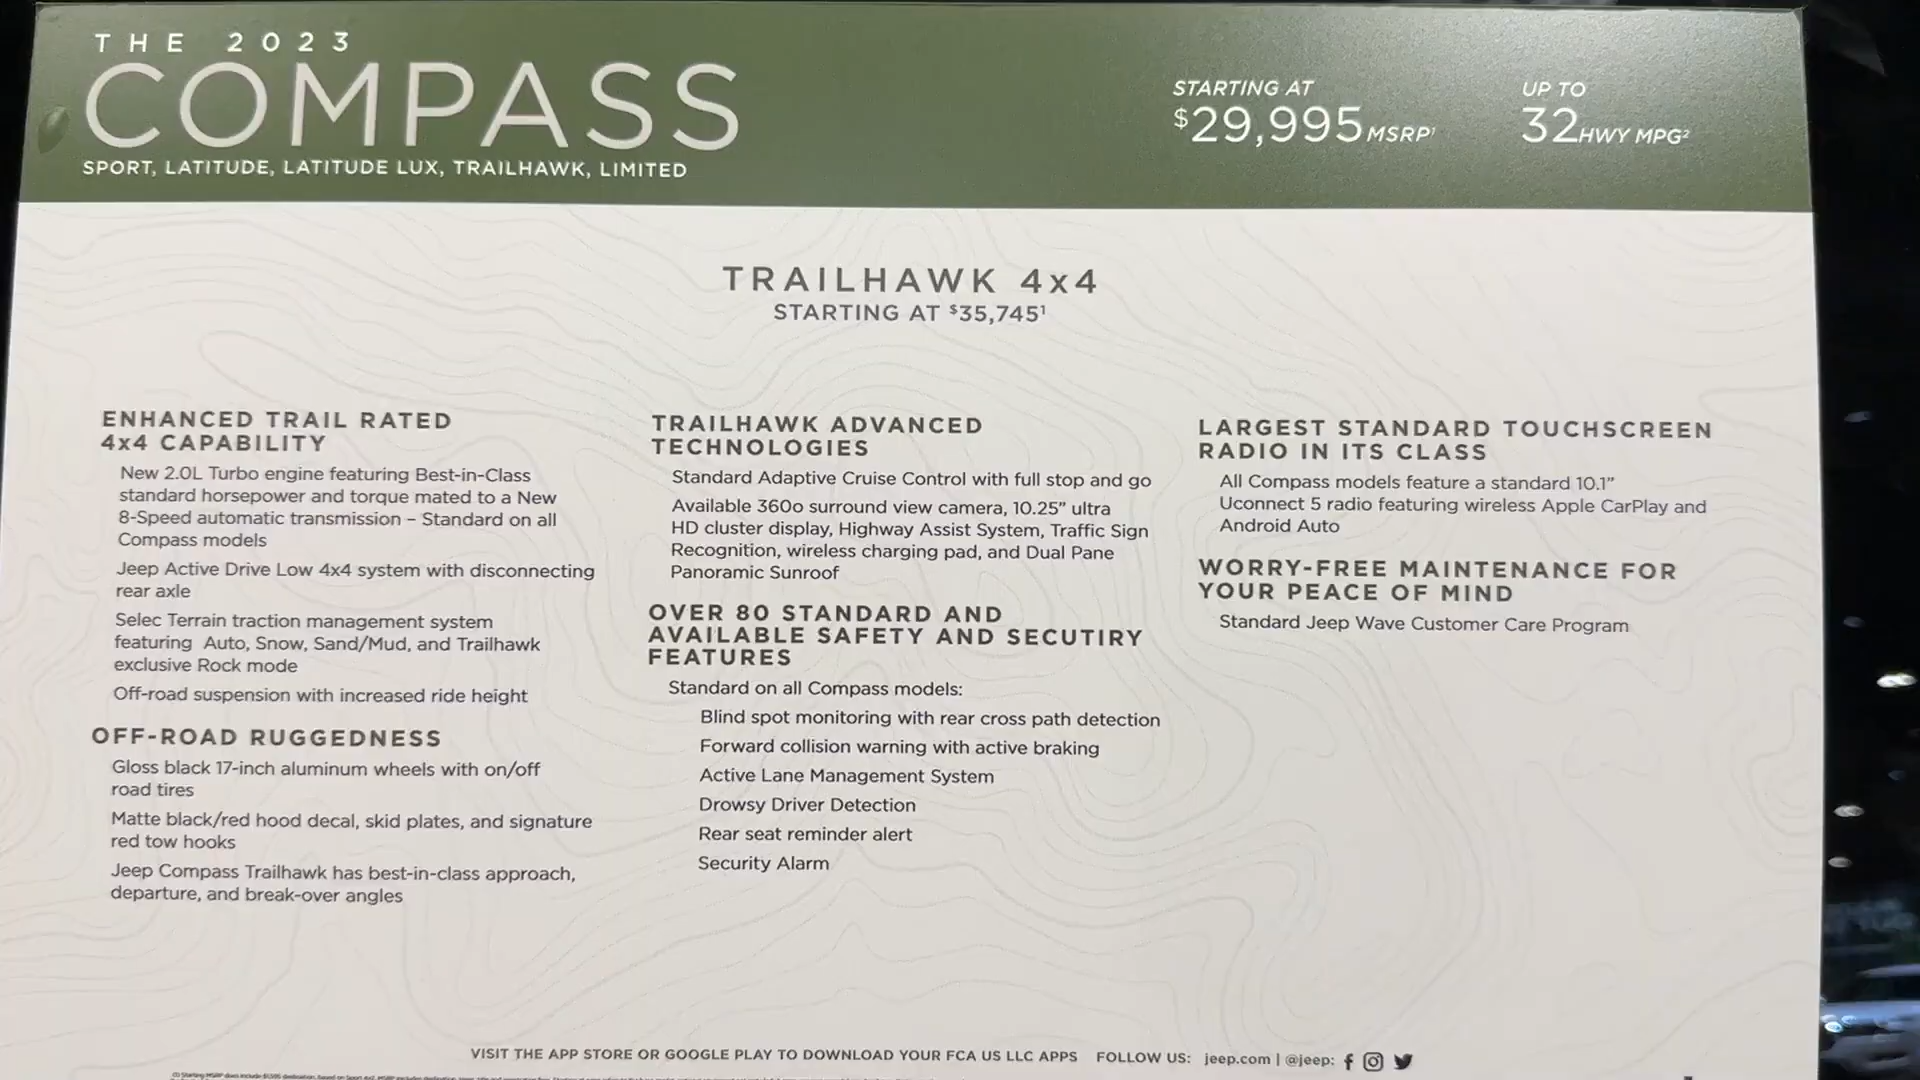 THE 2023
COMPASS
SPORT, LATITUDE, LATITUDE LUX, TRAILHAWK, LIMITED
STARTING AT
$29,995 MSRP¹
UP TO
32 HWY MPG²
TRAILHAWK 4x4
STARTING AT $35,745¹
ENHANCED TRAIL RATED
4x4 CAPABILITY
New 2.0L Turbo engine featuring Best-in-Class
standard horsepower and torque mated to a New
8-Speed automatic transmission – Standard on all
Compass models
Jeep Active Drive Low 4x4 system with disconnecting
rear axle
Selec Terrain traction management system
featuring Auto, Snow, Sand/Mud, and Trailhawk
exclusive Rock mode
Off-road suspension with increased ride height
OFF-ROAD RUGGEDNESS
Gloss black 17-inch aluminum wheels with on/off
road tires
Matte black/red hood decal, skid plates, and signature
red tow hooks
Jeep Compass Trailhawk has best-in-class approach,
departure, and break-over angles
TRAILHAWK ADVANCED
TECHNOLOGIES
Standard Adaptive Cruise Control with full stop and go
Available 360o surround view camera, 10.25” ultra
HD cluster display, Highway Assist System, Traffic Sign
Recognition, wireless charging pad, and Dual Pane
Panoramic Sunroof
OVER 80 STANDARD AND
AVAILABLE SAFETY AND SECUTIRY
FEATURES
Standard on all Compass models:
Blind spot monitoring with rear cross path detection
Forward collision warning with active braking
Active Lane Management System
Drowsy Driver Detection
Rear seat reminder alert
Security Alarm
LARGEST STANDARD TOUCHSCREEN
RADIO IN ITS CLASS
All Compass models feature a standard 10.1”
Uconnect 5 radio featuring wireless Apple CarPlay and
Android Auto
WORRY-FREE MAINTENANCE FOR
YOUR PEACE OF MIND
Standard Jeep Wave Customer Care Program
VISIT THE APP STORE OR GOOGLE PLAY TO DOWNLOAD YOUR FCA US LLC APPS FOLLOW US: jeep.com | @jeep: